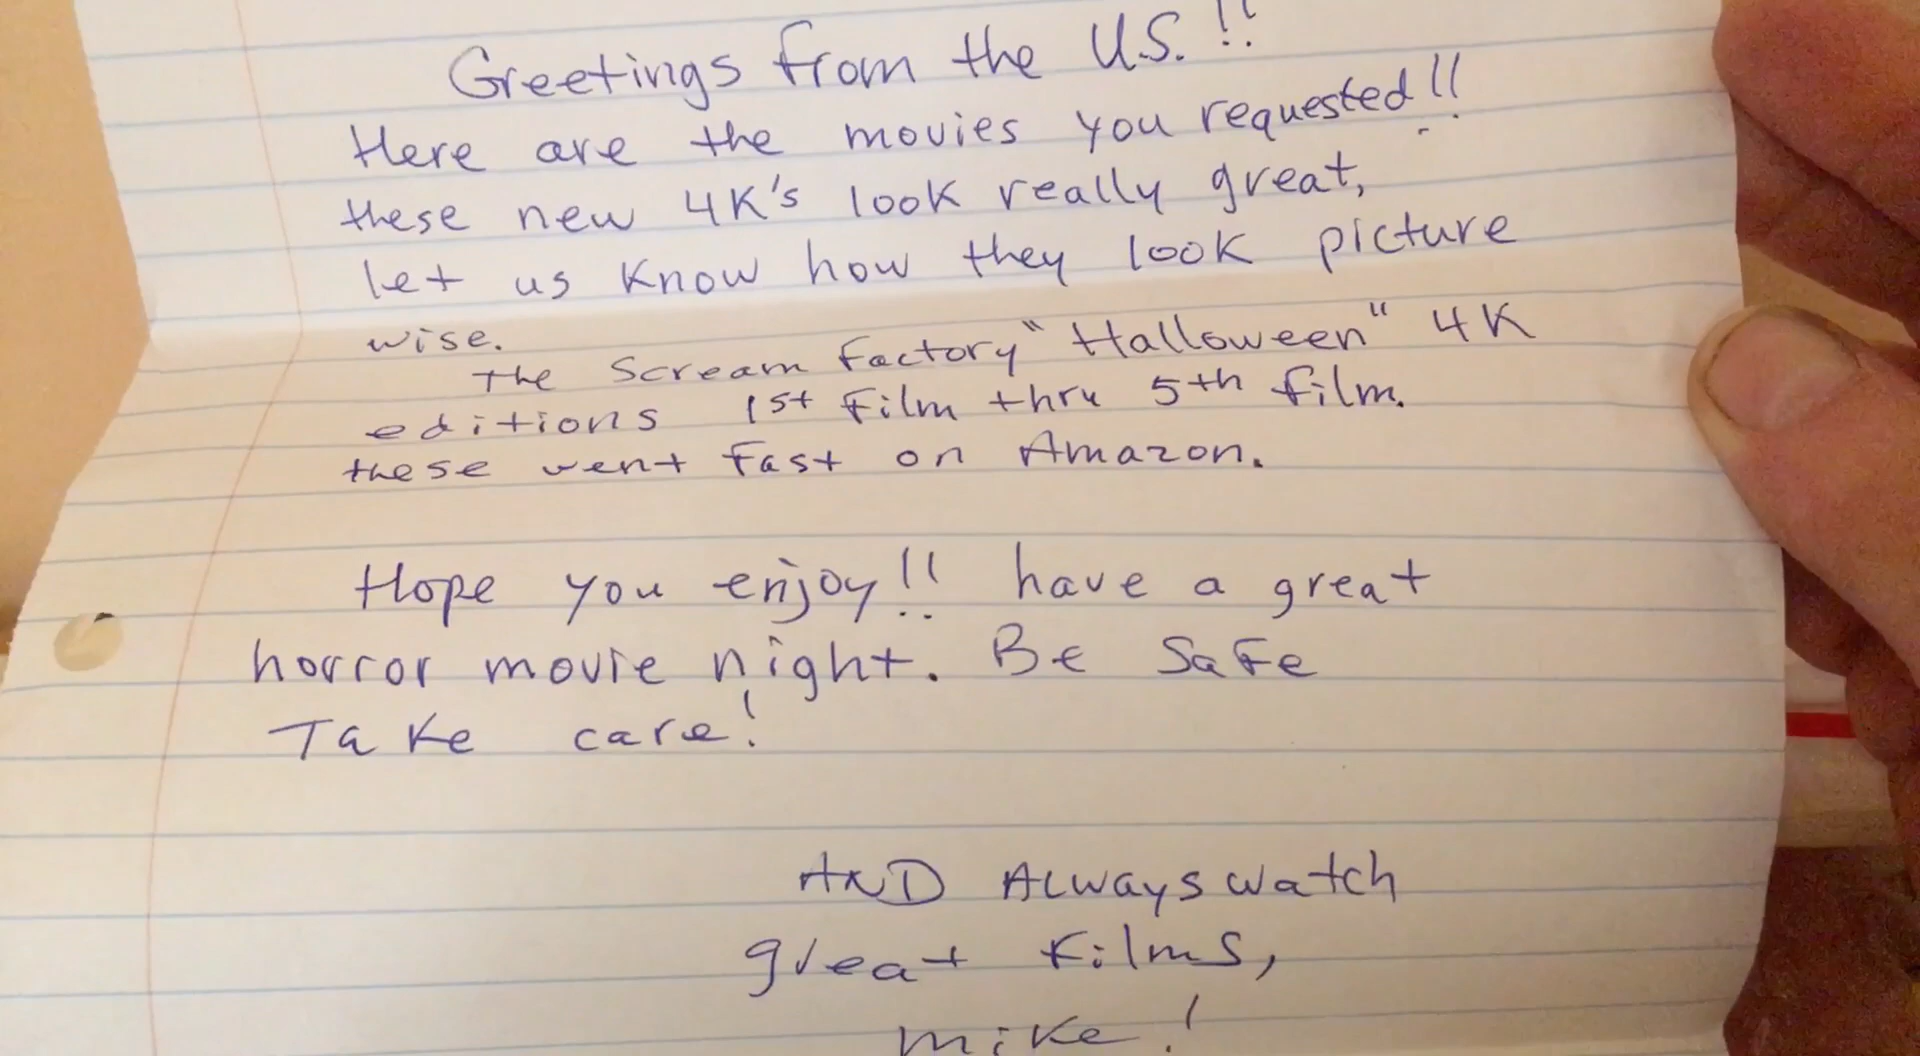 Greetings from the U.S.!!
Here are the movies you requested!!
these new 4K's look really great,
let us know how they look picture
wise.
The Scream Factory "Halloween" 4K
editions 1st film thru 5th film.
these went fast on Amazon.
Hope you enjoy!! have a great
horror movie night. Be safe
Take care!
AND ALways watch
great films,
Mike!